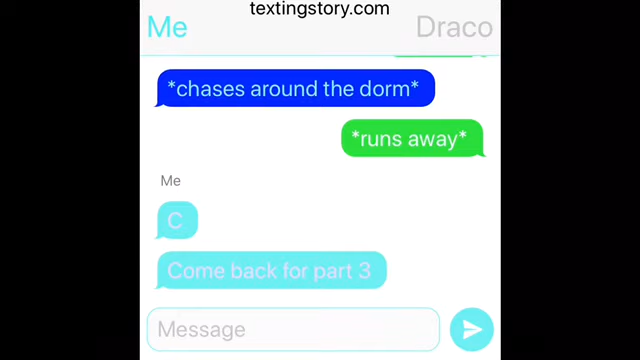 textingstory.com
Me Draco
*chases around the dorm*
*runs away*
Me
C
Come back for part 3
Message